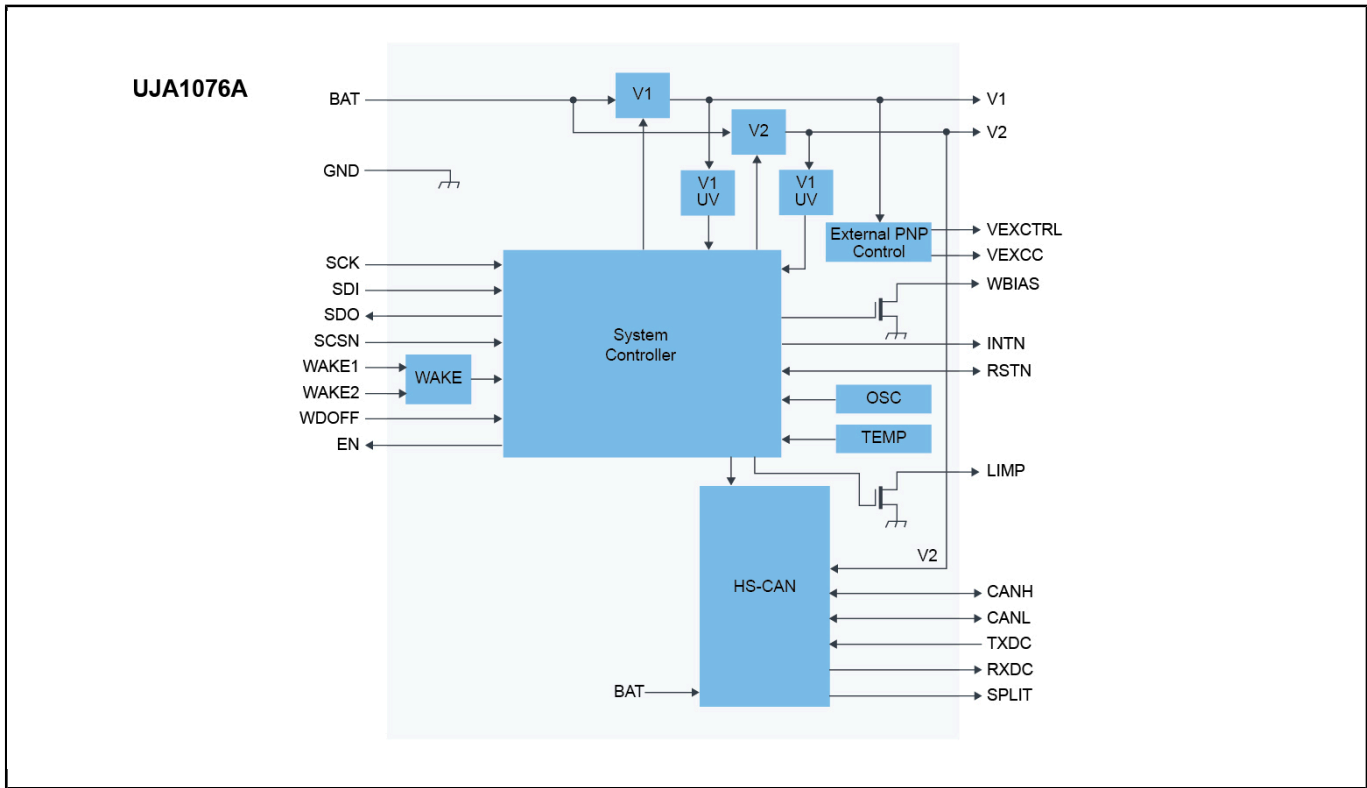 UJA1076A
BAT
V1
V1
V2
V2
GND
V1
UV
V1
UV
External PNP
Control
VEXCTRL
VEXCC
SCK
SDI
SDO
SCSN
WAKE1
WAKE2
WAKE
WDOFF
EN
System
Controller
WBIAS
INTN
RSTN
OSC
TEMP
LIMP
V2
HS-CAN
CANH
CANL
TXDC
RXDC
BAT
SPLIT